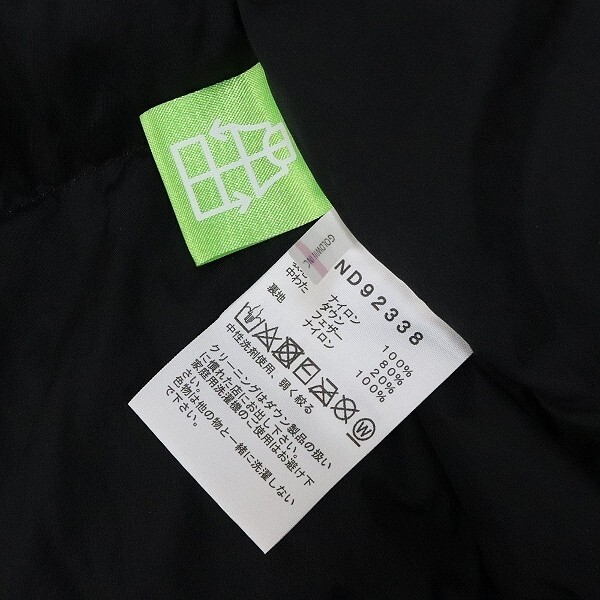 GOLDWIN INC.
ND92338
ナイロン 100%
中わた ダウン 80%
フェザー 20%
裏地 ナイロン 100%
中性洗剤使用、弱く絞る
クリーニングはダウン製品の扱い
に慣れた店にお出し下さい。
家庭用洗濯機のご使用はお避け下
さい。
色物は他の物と一緒に洗濯しない
で下さい。